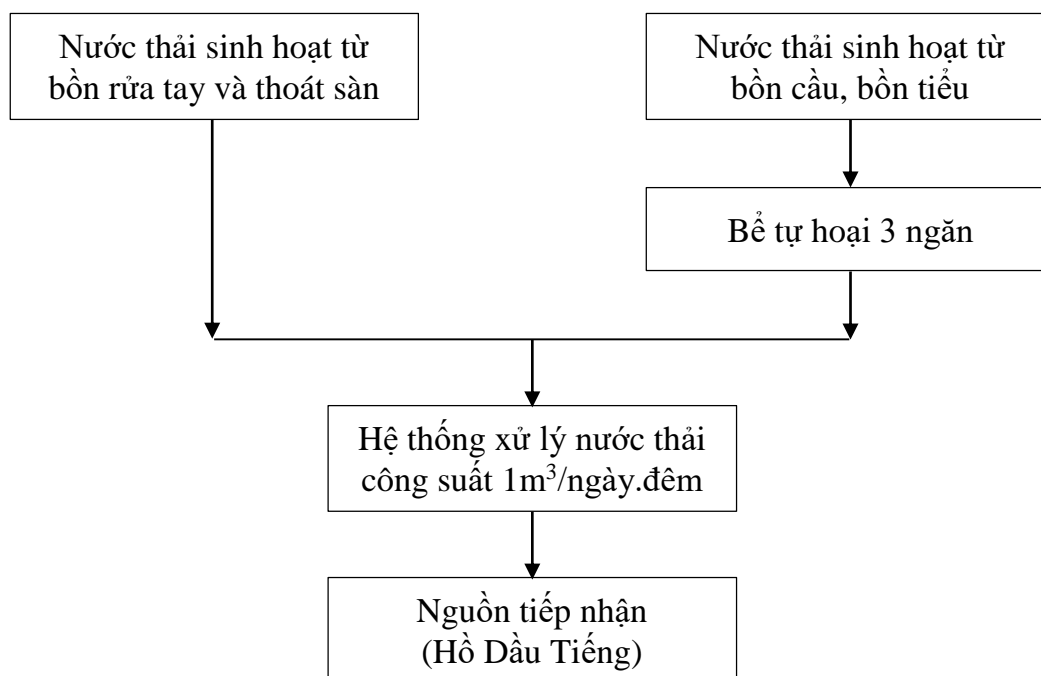 Nước thải sinh hoạt từ
bồn rửa tay và thoát sàn
Nước thải sinh hoạt từ
bồn cầu, bồn tiểu
Bể tự hoại 3 ngăn
Hệ thống xử lý nước thải
công suất 1m³/ngày.đêm
Nguồn tiếp nhận
(Hồ Dầu Tiếng)